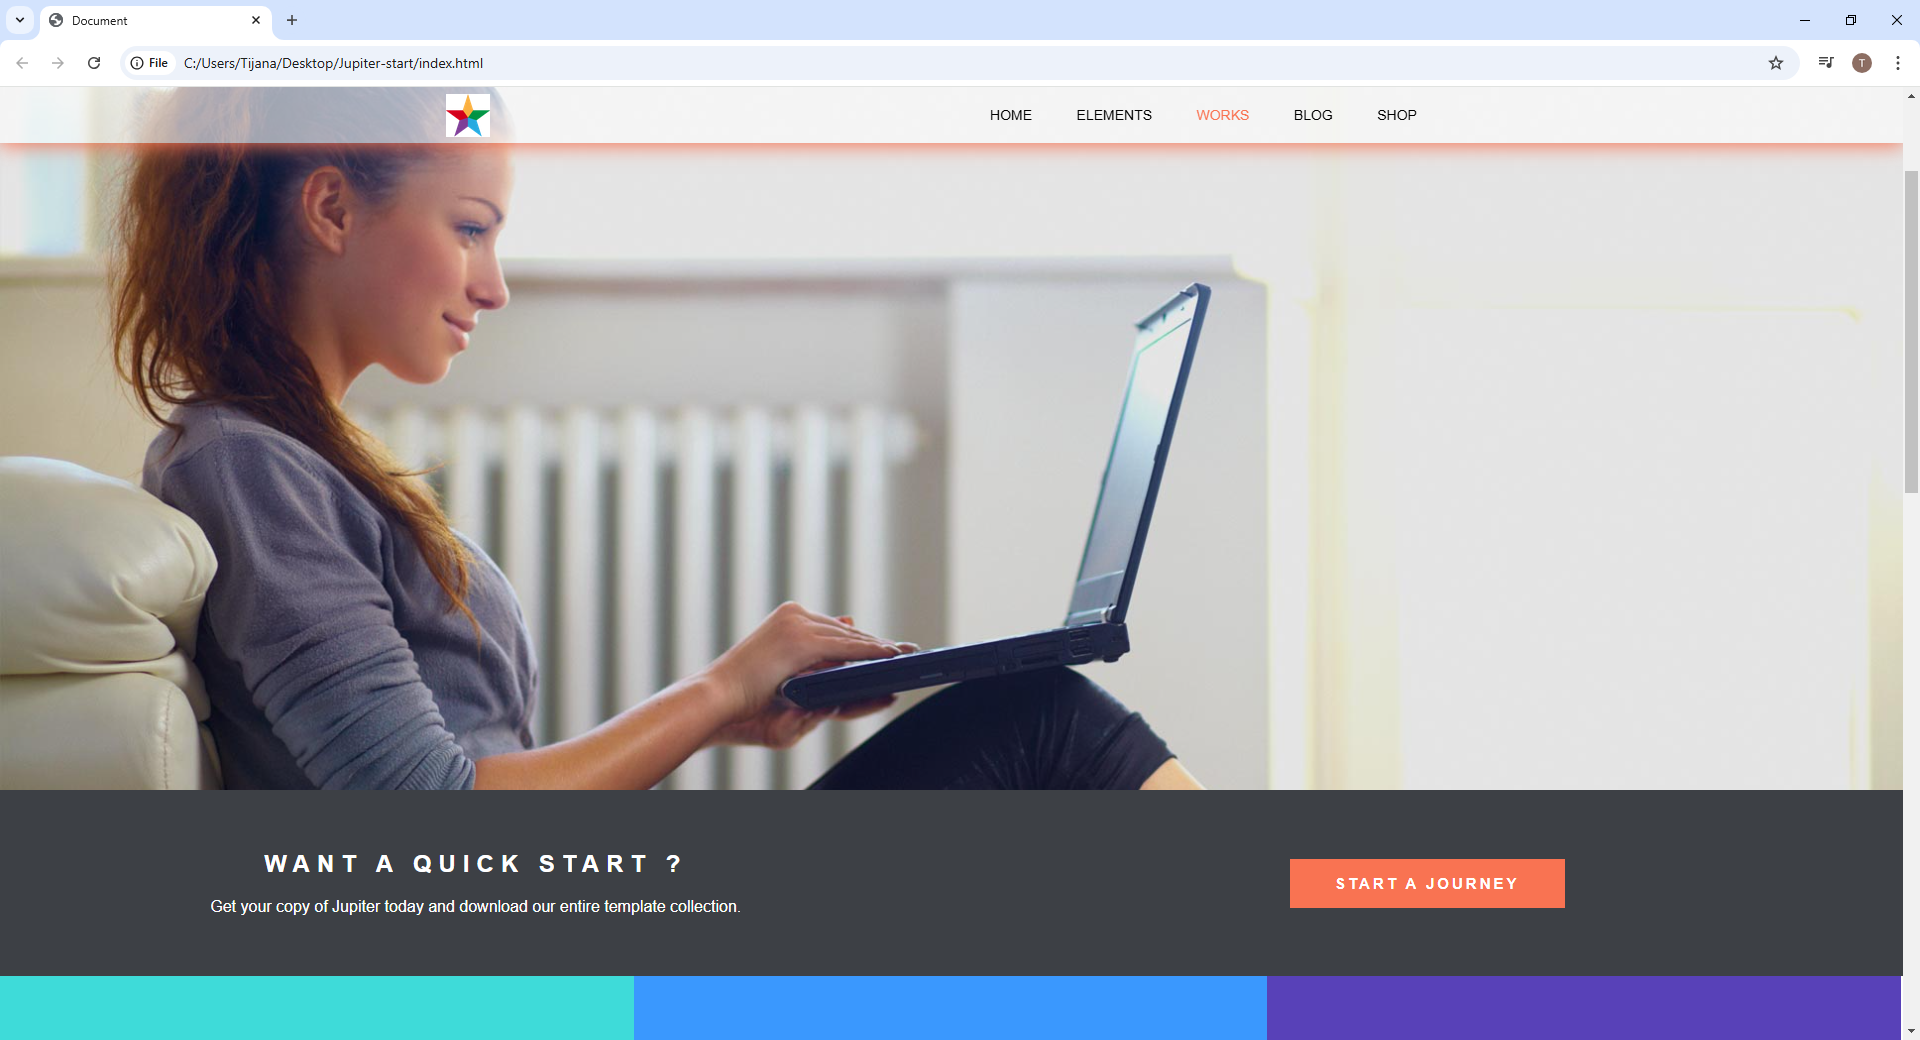 Document
File
C:/Users/Tijana/Desktop/Jupiter-start/index.html
T
HOME ELEMENTS WORKS BLOG SHOP
WANT A QUICK START ?
Get your copy of Jupiter today and download our entire template collection.
START A JOURNEY